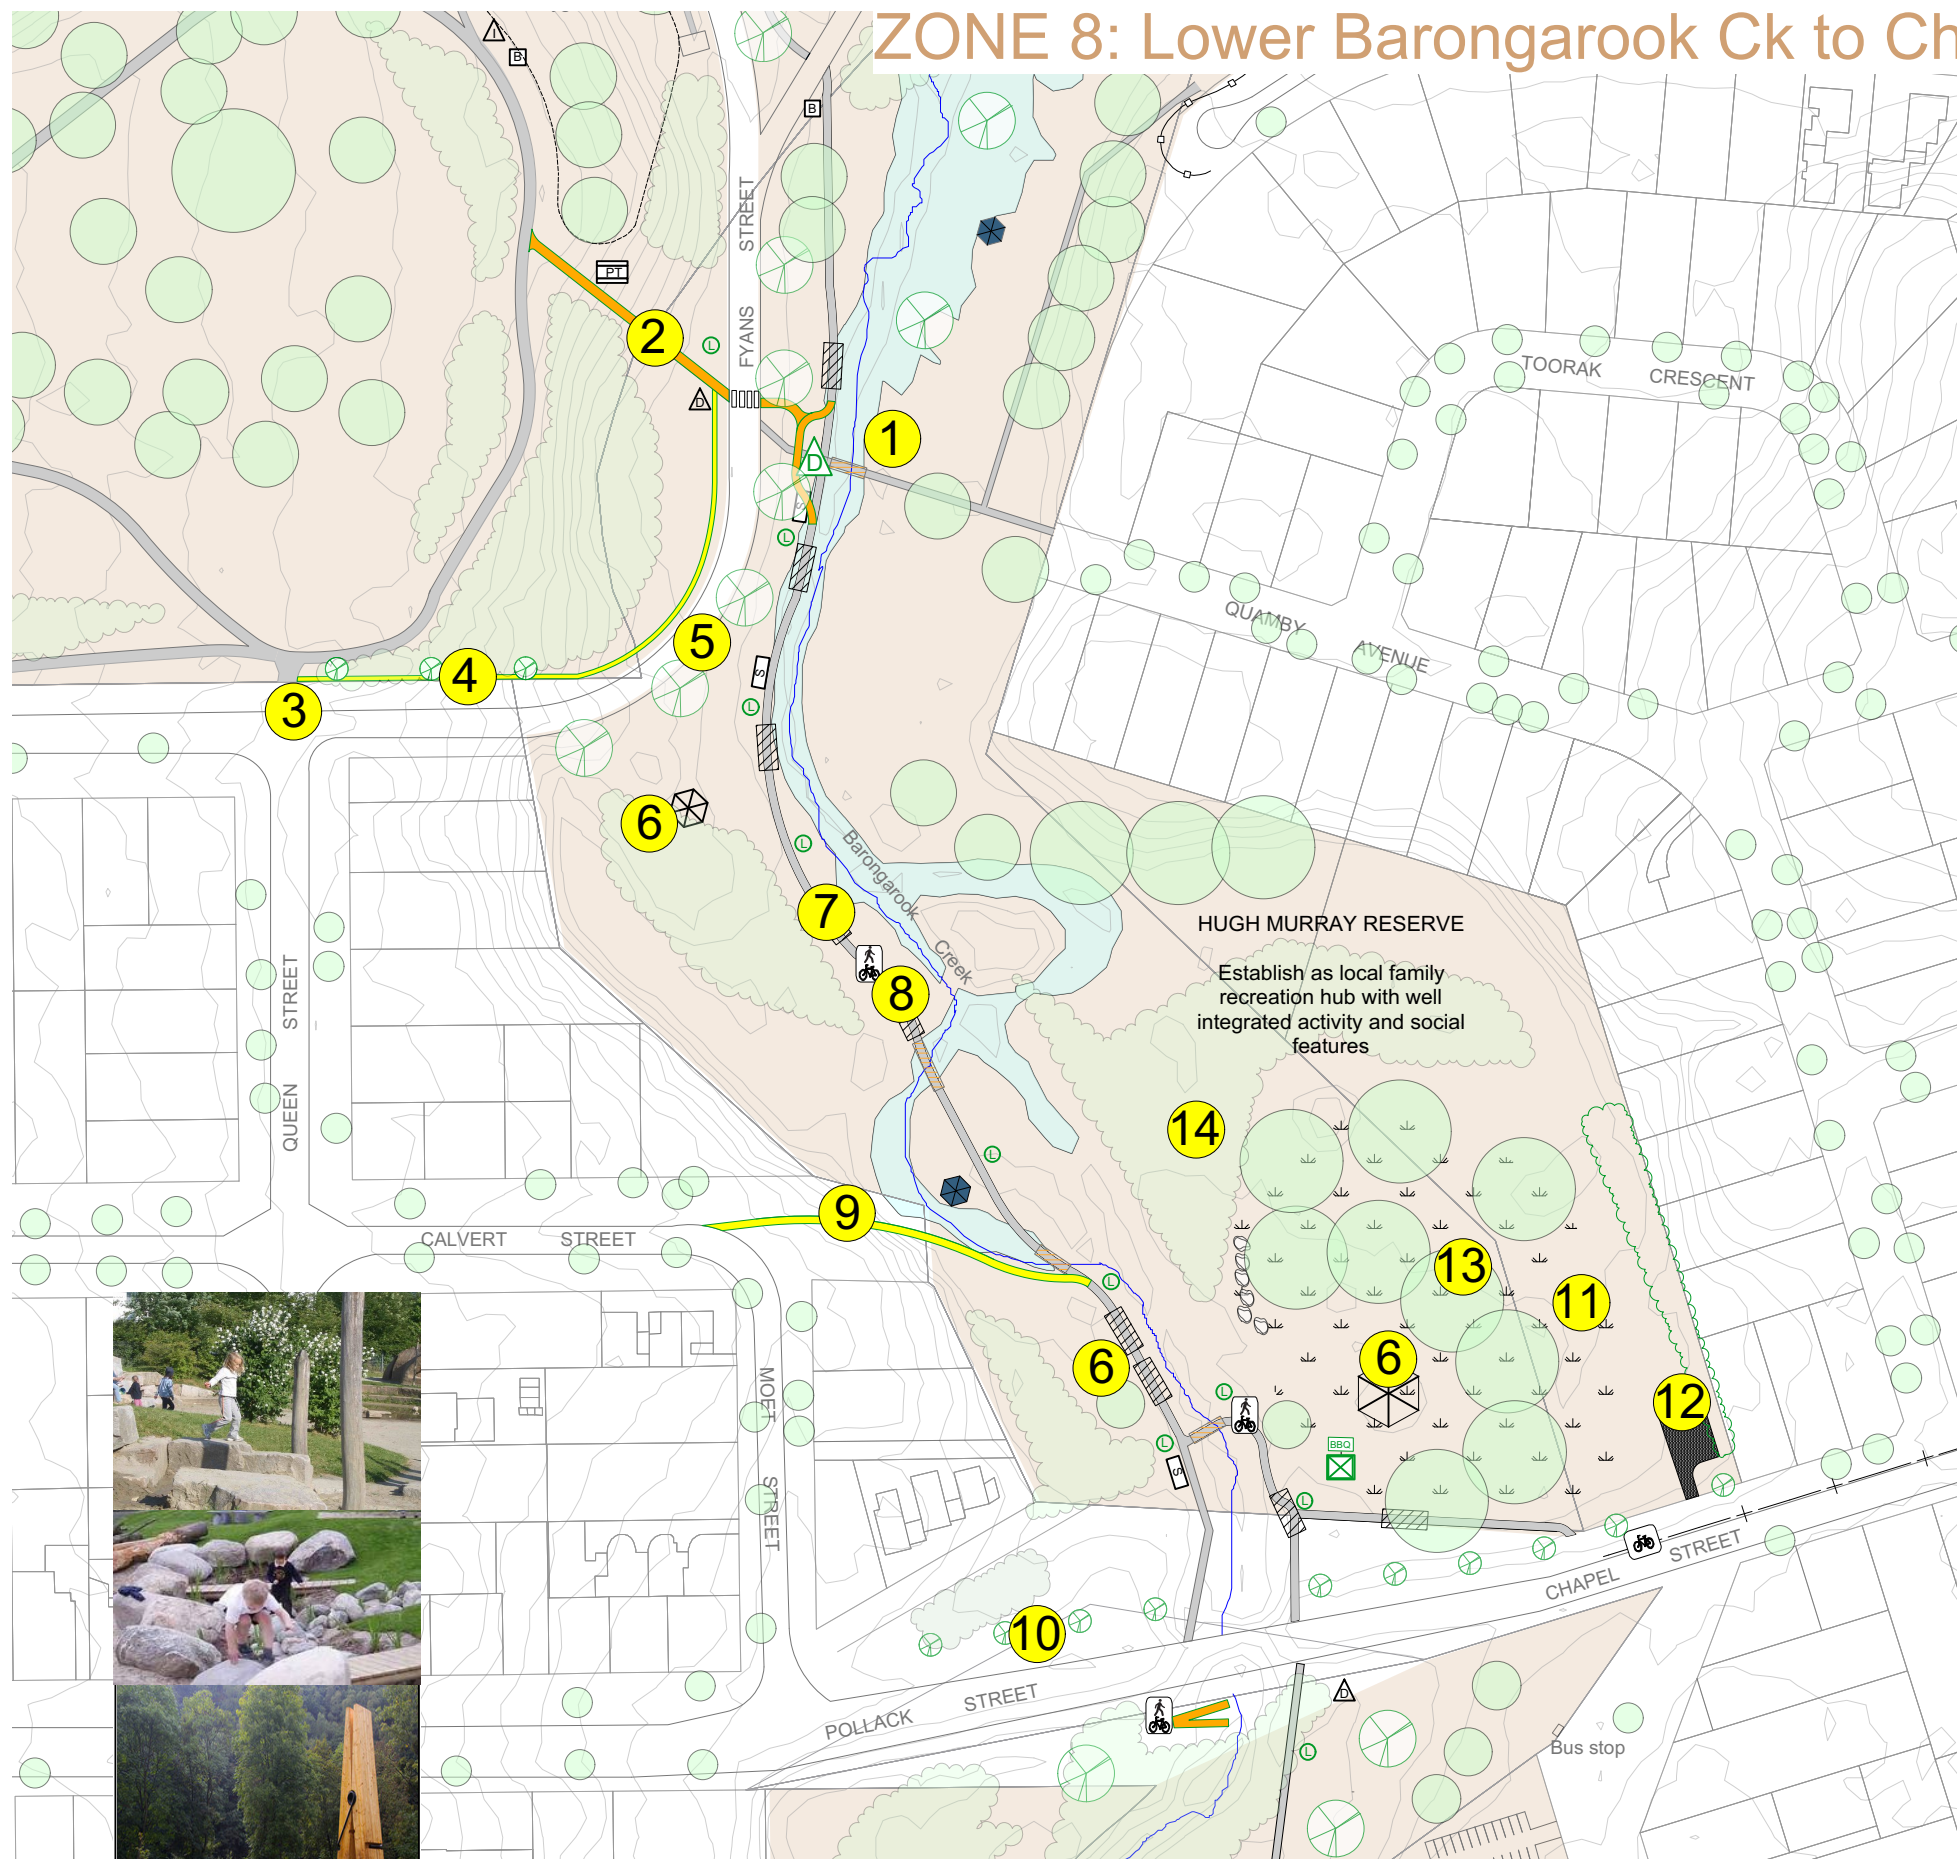 ZONE 8: Lower Barongarook Ck to Ch
I
B
B
FYANS STREET
PT
2
L
D
1
D
S
L
TOORAK CRESCENT
QUAMBY AVENUE
5
4
3
S
L
6
L
Barongarook Creek
7
8
HUGH MURRAY RESERVE
Establish as local family
recreation hub with well
integrated activity and social
features
QUEEN STREET
14
L
9
CALVERT STREET
13
11
L
6
6
12
L
L
S
BBQ
L
MOET STREET
CHAPEL STREET
10
POLLACK STREET
D
L
Bus stop